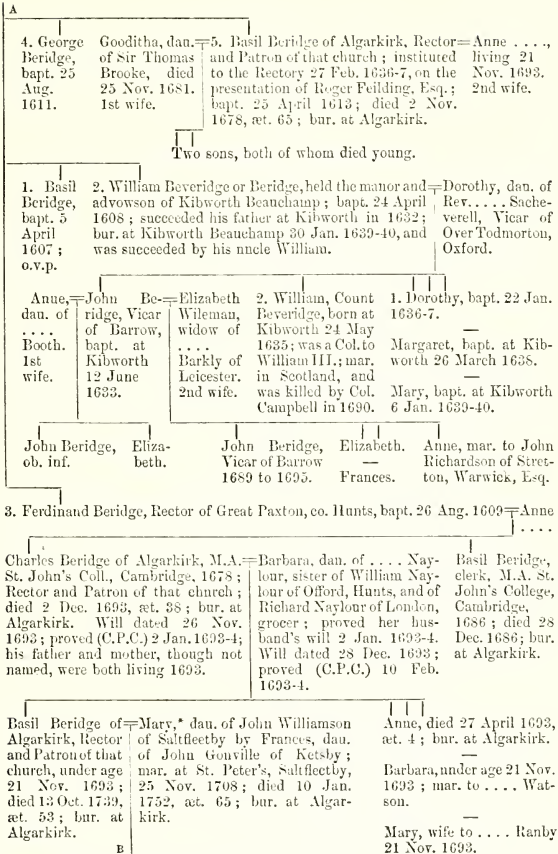 A
4. George
Beridge,
bapt. 25
Aug.
1611.
Gooditha, dau.
of Sir Thomas
Brooke, died
25 Nov. 1681.
1st wife.
5. Basil Beridge of Algarkirk, Rector
and Patron of that church ; instituted
to the Rectory 27 Feb. 1636-7, on the
presentation of Roger Feilding, Esq. ;
bapt. 25 April 1613 ; died 2 Nov.
1678, æt. 65 ; bur. at Algarkirk.
Anne . . . .,
living 21
Nov. 1693.
2nd wife.
Two sons, both of whom died young.
1. Basil
Beridge,
bapt. 5
April
1607 ;
o.v.p.
2. William Beveridge or Beridge, held the manor and
advowson of Kibworth Beauchamp ; bapt. 24 April
1608 ; succeeded his father at Kibworth in 1632 ;
bur. at Kibworth Beauchamp 30 Jan. 1639-40, and
was succeeded by his uncle William.
Dorothy, dau. of
Rev. . . . . Sache-
verell, Vicar of
Over Todmorton,
Oxford.
Anne,
dau. of
. . . .
Booth.
1st
wife.
John Be-
ridge, Vicar
of Barrow,
bapt. at
Kibworth
12 June
1633.
Elizabeth
Wileman,
widow of
. . . .
Barkly of
Leicester.
2nd wife.
2. William, Count
Beveridge, born at
Kibworth 24 May
1635; was a Col. to
William III.; mar.
in Scotland, and
was killed by Col.
Campbell in 1690.
1. Dorothy, bapt. 22 Jan.
1636-7.
—
Margaret, bapt. at Kib-
worth 26 March 1638.
—
Mary, bapt. at Kibworth
6 Jan. 1639-40.
John Beridge,
ob. inf.
Eliza-
beth.
John Beridge,
Vicar of Barrow
1689 to 1695.
Elizabeth.
—
Frances.
Anne, mar. to John
Richardson of Stret-
ton, Warwick, Esq.
3. Ferdinand Beridge, Rector of Great Paxton, co. Hunts, bapt. 26 Aug. 1609
Anne
. . . .
Charles Beridge of Algarkirk, M.A.
St. John's Coll., Cambridge, 1678 ;
Rector and Patron of that church ;
died 2 Dec. 1693, æt. 38 ; bur. at
Algarkirk. Will dated 26 Nov.
1693 ; proved (C.P.C.) 2 Jan. 1693-4;
his father and mother, though not
named, were both living 1693.
Barbara, dau. of . . . . Nay-
lour, sister of William Nay-
lour of Offord, Hunts, and of
Richard Naylour of London,
grocer ; proved her hus-
band's will 2 Jan. 1693-4.
Will dated 28 Dec. 1693 ;
proved (C.P.C.) 10 Feb.
1693-4.
Basil Beridge,
clerk, M.A. St.
John's College,
Cambridge,
1686 ; died 28
Dec. 1686; bur.
at Algarkirk.
Basil Beridge of
Algarkirk, Rector
and Patron of that
church, under age
21 Nov. 1693 ;
died 13 Oct. 1739,
æt. 53 ; bur. at
Algarkirk.
B
Mary,* dau. of John Williamson
of Saltfleetby by Frances, dau.
of John Gonville of Ketsby ;
mar. at St. Peter's, Saltfleetby,
25 Nov. 1708 ; died 10 Jan.
1752, æt. 65 ; bur. at Algar-
kirk.
Anne, died 27 April 1693,
æt. 4 ; bur. at Algarkirk.
—
Barbara, under age 21 Nov.
1693 ; mar. to . . . . Wat-
son.
—
Mary, wife to . . . . Ranby
21 Nov. 1693.